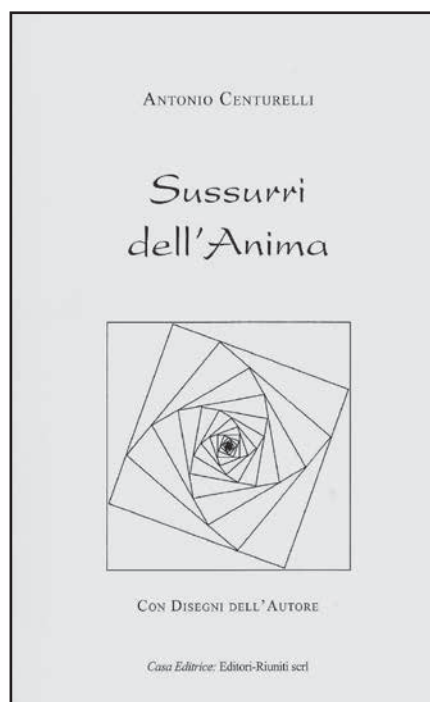 ANTONIO CENTURELLI
Sussurri
dell'Anima
CON DISEGNI DELL'AUTORE
Casa Editrice: Editori-Riuniti scrl